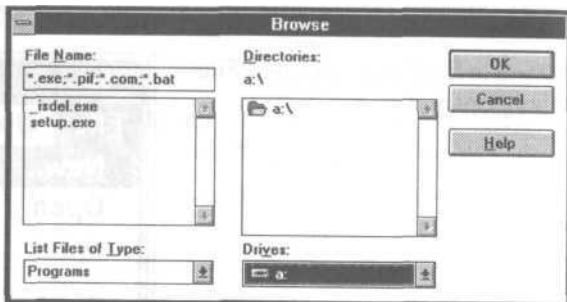 Browse
File Name:
*.exe;*.pif;*.com;*.bat
_isdel.exe
setup.exe
List Files of Type:
Programs
Directories:
a:\
a:\
Drives:
a:
OK
Cancel
Help